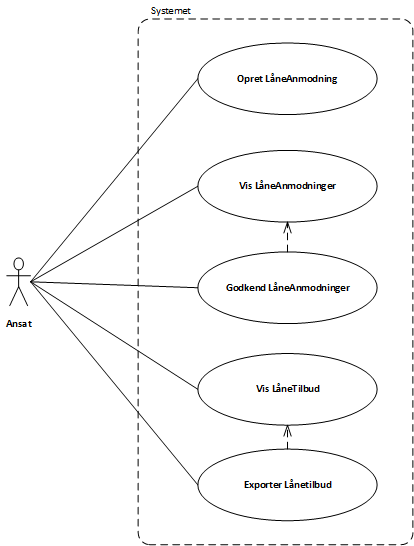 Systemet
Opret LåneAnmodning
Vis LåneAnmodninger
Godkend LåneAnmodninger
Ansat
Vis LåneTilbud
Exporter Lånetilbud